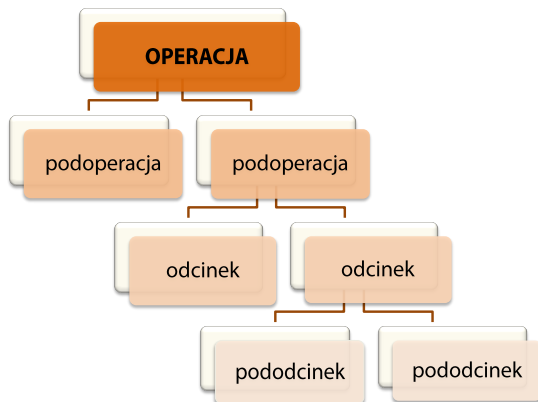 OPERACJA
podoperacja
podoperacja
odcinek
odcinek
pododcinek
pododcinek